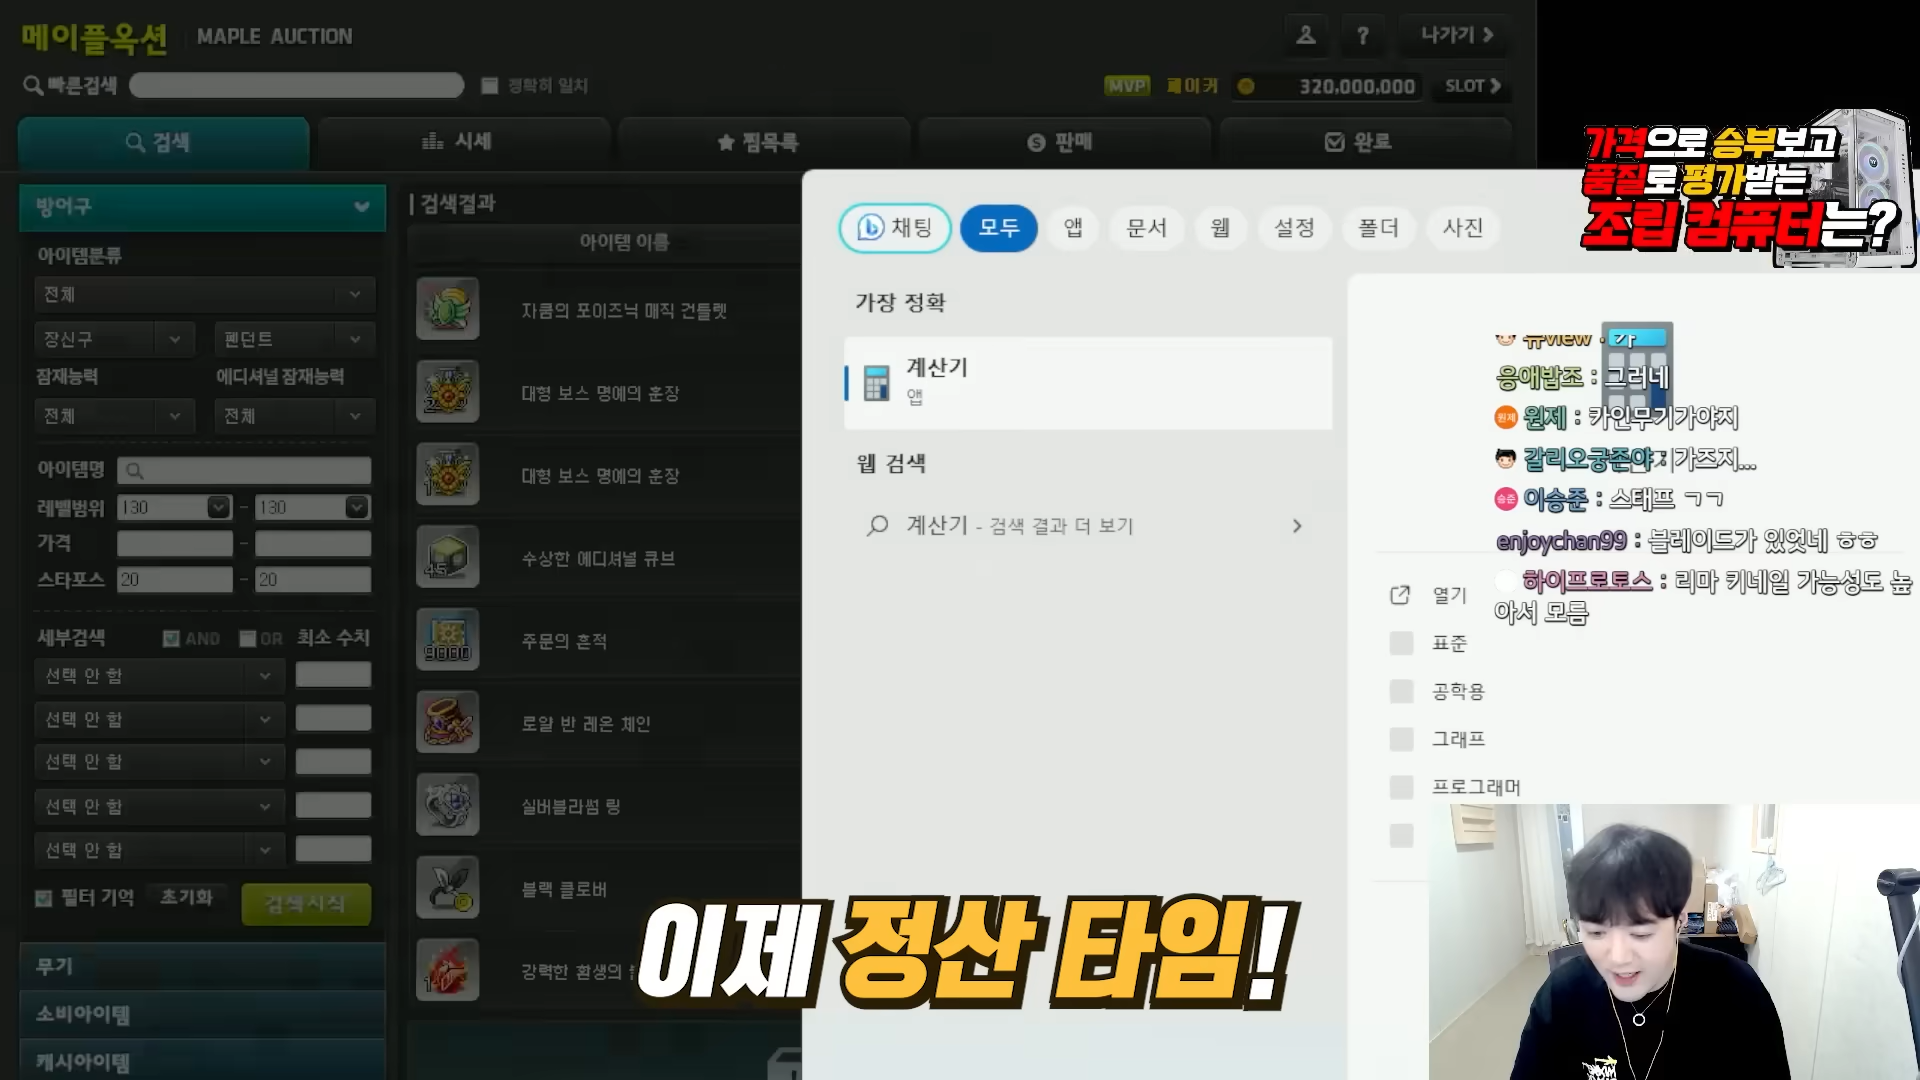 메이플옥션 MAPLE AUCTION
나가기
빠른검색
정확히 일치
MVP 페이커 320,000,000 SLOT
검색
시세
찜목록
판매
완료
방어구
아이템분류
전체
장신구
펜던트
잠재능력
에디셔널 잠재능력
전체
전체
아이템명
레벨범위 130 - 130
가격 -
스타포스 20 - 20
세부검색 AND OR 최소 수치
선택 안 함
선택 안 함
선택 안 함
선택 안 함
선택 안 함
필터 기억 초기화 검색시작
무기
소비아이템
캐시아이템
검색결과
아이템 이름
자쿰의 포이즈닉 매직 건틀렛
2 대형 보스 명예의 훈장
1 대형 보스 명예의 훈장
45 수상한 에디셔널 큐브
9000 주문의 흔적
로얄 반 레온 체인
실버블라썸 링
블랙 클로버
1 강력한 환생의
채팅 모두 앱 문서 웹 설정 폴더 사진
가장 정확
계산기
앱
웹 검색
계산기 - 검색 결과 더 보기
열기
표준
공학용
그래프
프로그래머
가격으로 승부보고
품질로 평가받는
조립 컴퓨터는?
응애밥조 : 그러네
원제 원제 : 카인무기가야지
갈리오궁존야 : 가즈지...
승준 이승준 : 스태프 ㄱㄱ
enjoychan99 : 블레이드가 있엇네 ㅎㅎ
하이프로토스 : 리마 키네일 가능성도 높
아서 모름
이제 정산 타임!